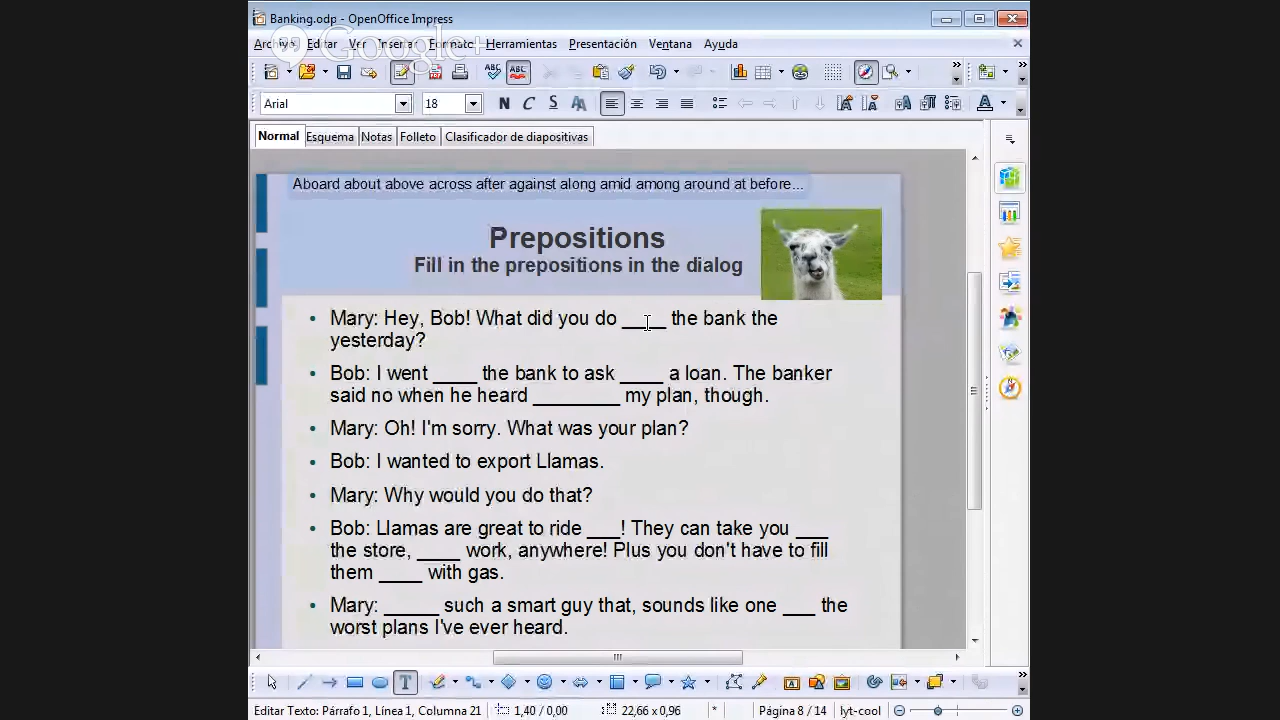 Banking.odp - OpenOffice Impress
Archivo Editar Ver Insertar Formato Herramientas Presentación Ventana Ayuda
Google+
Arial 18 N C S
Normal Esquema Notas Folleto Clasificador de diapositivas
Aboard about above across after against along amid among around at before...
Prepositions
Fill in the prepositions in the dialog
• Mary: Hey, Bob! What did you do ____ the bank the
yesterday?
• Bob: I went ____ the bank to ask ____ a loan. The banker
said no when he heard ________ my plan, though.
• Mary: Oh! I'm sorry. What was your plan?
• Bob: I wanted to export Llamas.
• Mary: Why would you do that?
• Bob: Llamas are great to ride ___! They can take you ___
the store, ____ work, anywhere! Plus you don't have to fill
them ____ with gas.
• Mary: _____ such a smart guy that, sounds like one ___ the
worst plans I've ever heard.
Editar Texto: Párrafo 1, Línea 1, Columna 21 1,40 / 0,00 22,66 x 0,96 * Página 8 / 14 lyt-cool